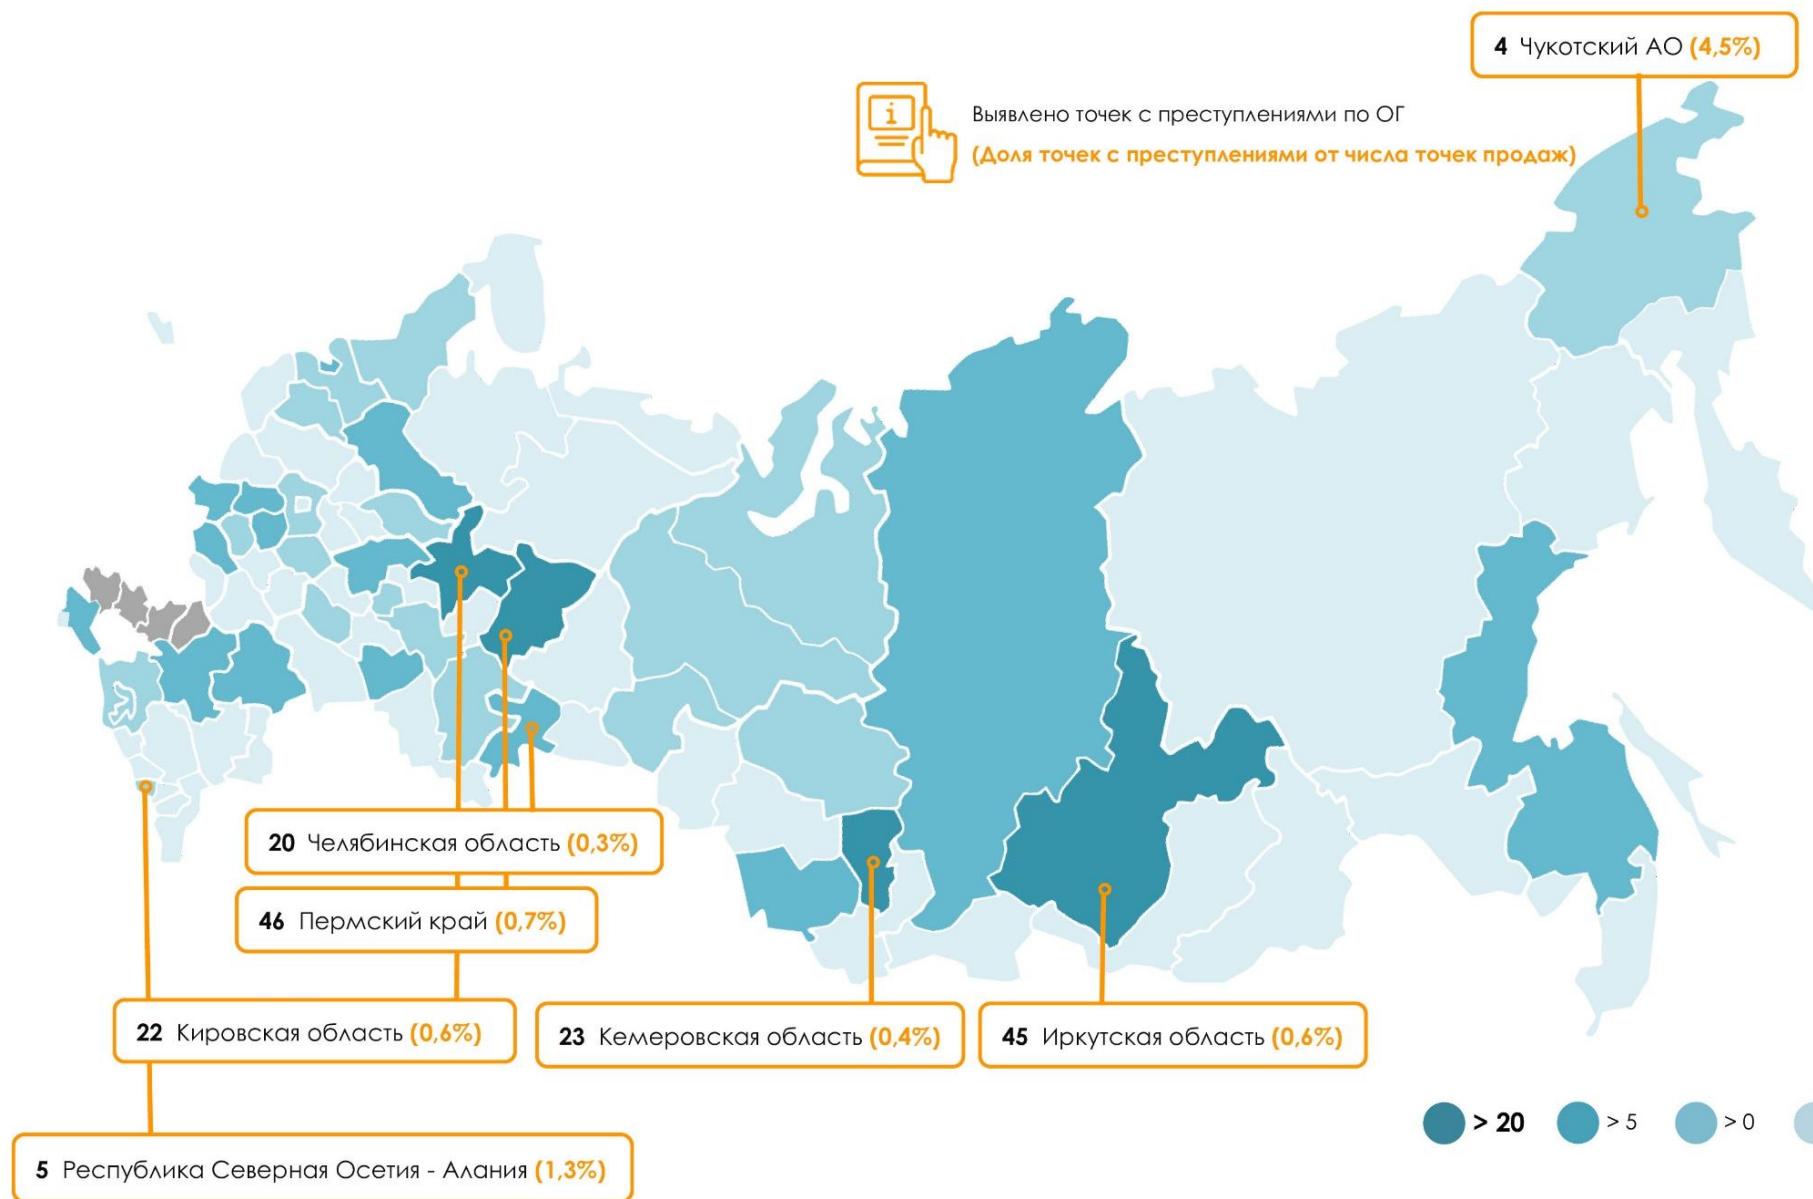 4 Чукотский АО (4,5%)
i
Выявлено точек с преступлениями по ОГ
(Доля точек с преступлениями от числа точек продаж)
20 Челябинская область (0,3%)
46 Пермский край (0,7%)
22 Кировская область (0,6%)
23 Кемеровская область (0,4%)
45 Иркутская область (0,6%)
> 20 > 5 > 0
5 Республика Северная Осетия - Алания (1,3%)